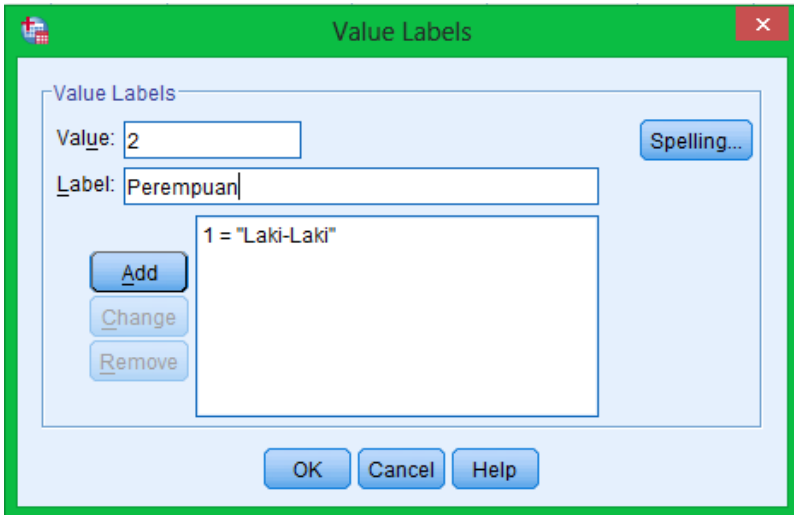 Value Labels
Value Labels
Value: 2
Spelling...
Label: Perempuan
1 = "Laki-Laki"
Add
Change
Remove
OK Cancel Help